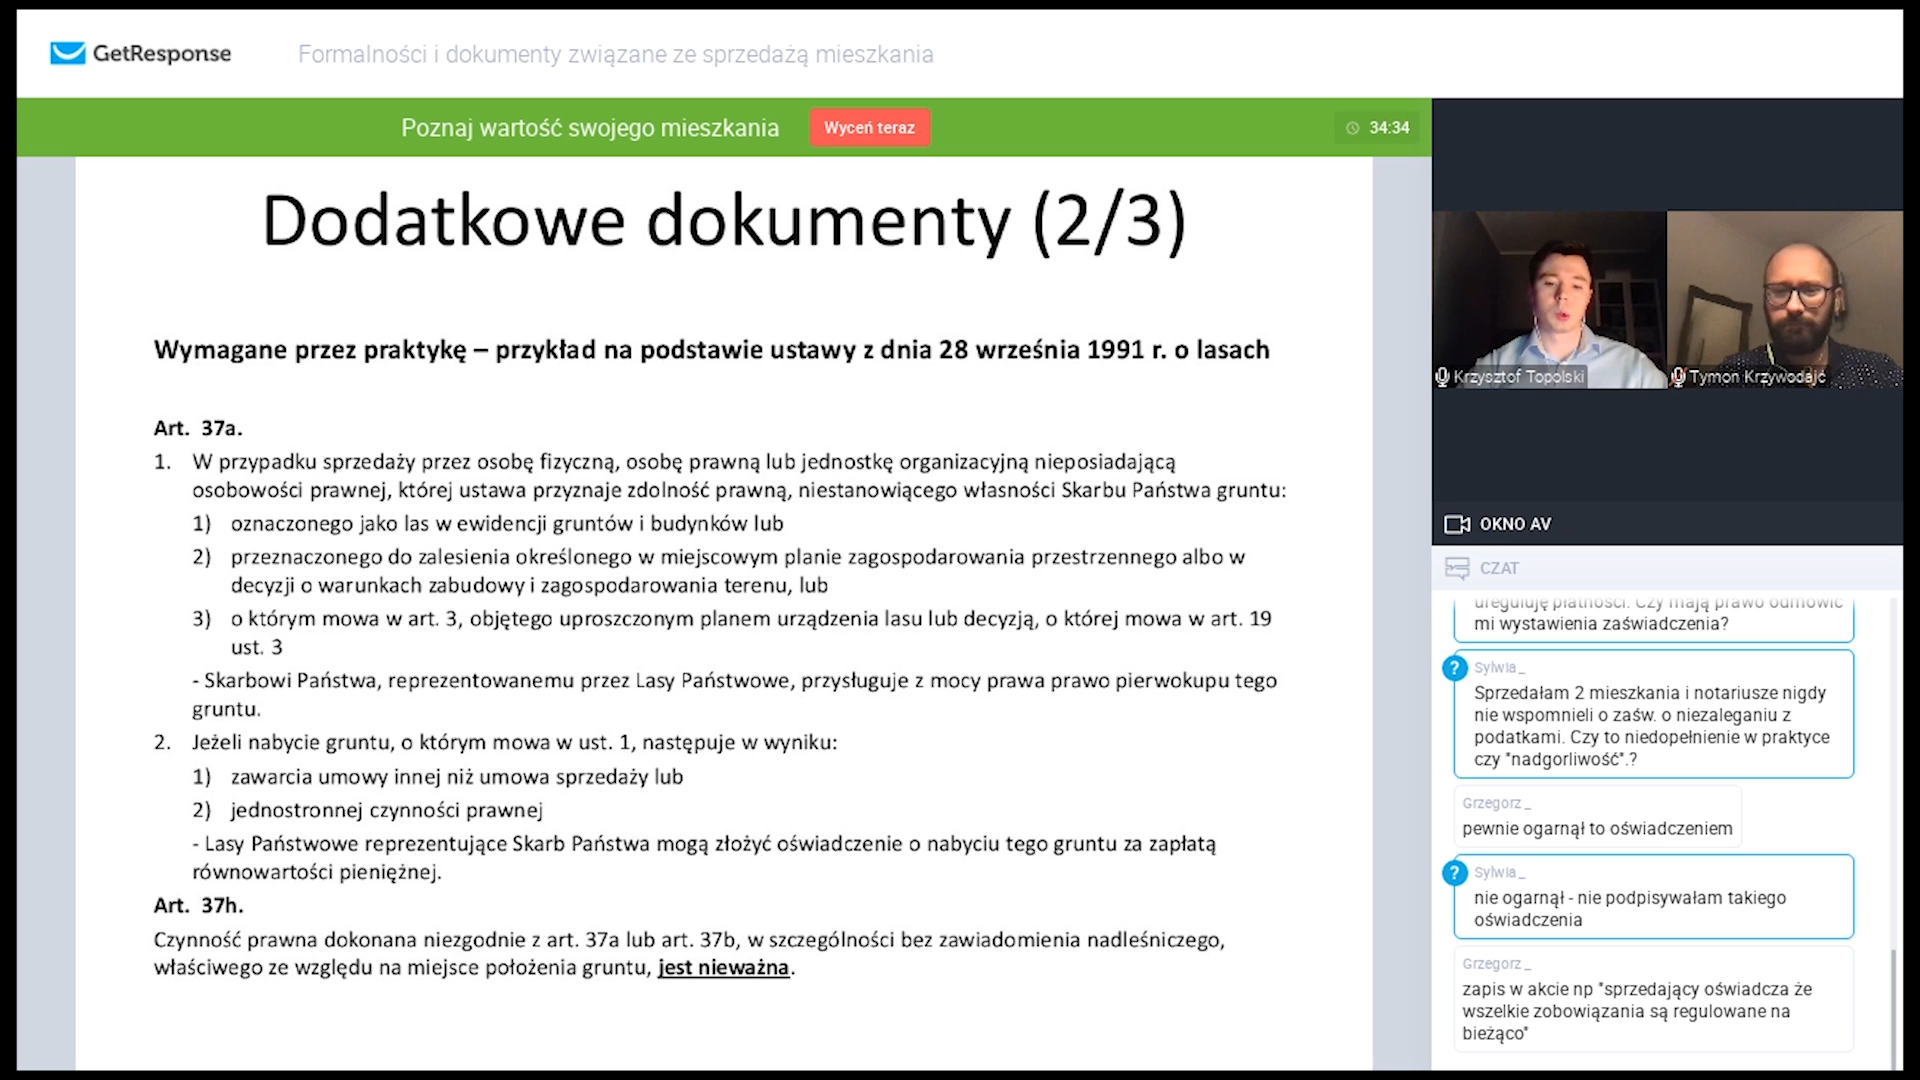 GetResponse
Formalności i dokumenty związane ze sprzedażą mieszkania
Poznaj wartość swojego mieszkania
Wyceń teraz
34:34
Dodatkowe dokumenty (2/3)
Wymagane przez praktykę – przykład na podstawie ustawy z dnia 28 września 1991 r. o lasach
Art. 37a.
1. W przypadku sprzedaży przez osobę fizyczną, osobę prawną lub jednostkę organizacyjną nieposiadającą
osobowości prawnej, której ustawa przyznaje zdolność prawną, niestanowiącego własności Skarbu Państwa gruntu:
1) oznaczonego jako las w ewidencji gruntów i budynków lub
2) przeznaczonego do zalesienia określonego w miejscowym planie zagospodarowania przestrzennego albo w
decyzji o warunkach zabudowy i zagospodarowania terenu, lub
3) o którym mowa w art. 3, objętego uproszczonym planem urządzenia lasu lub decyzją, o której mowa w art. 19
ust. 3
- Skarbowi Państwa, reprezentowanemu przez Lasy Państwowe, przysługuje z mocy prawa prawo pierwokupu tego
gruntu.
2. Jeżeli nabycie gruntu, o którym mowa w ust. 1, następuje w wyniku:
1) zawarcia umowy innej niż umowa sprzedaży lub
2) jednostronnej czynności prawnej
- Lasy Państwowe reprezentujące Skarb Państwa mogą złożyć oświadczenie o nabyciu tego gruntu za zapłatą
równowartości pieniężnej.
Art. 37h.
Czynność prawna dokonana niezgodnie z art. 37a lub art. 37b, w szczególności bez zawiadomienia nadleśniczego,
właściwego ze względu na miejsce położenia gruntu, jest nieważna.
Krzysztof Topolski
Tymon Krzywodajć
OKNO AV
CZAT
ureguluję płatności. Czy mają prawo odmówić
mi wystawienia zaświadczenia?
?
Sylwia_
Sprzedałam 2 mieszkania i notariusze nigdy
nie wspomnieli o zaśw. o niezaleganiu z
podatkami. Czy to niedopełnienie w praktyce
czy "nadgorliwość".?
Grzegorz_
pewnie ogarnął to oświadczeniem
?
Sylwia_
nie ogarnął - nie podpisywałam takiego
oświadczenia
Grzegorz_
zapis w akcie np "sprzedający oświadcza że
wszelkie zobowiązania są regulowane na
bieżąco"